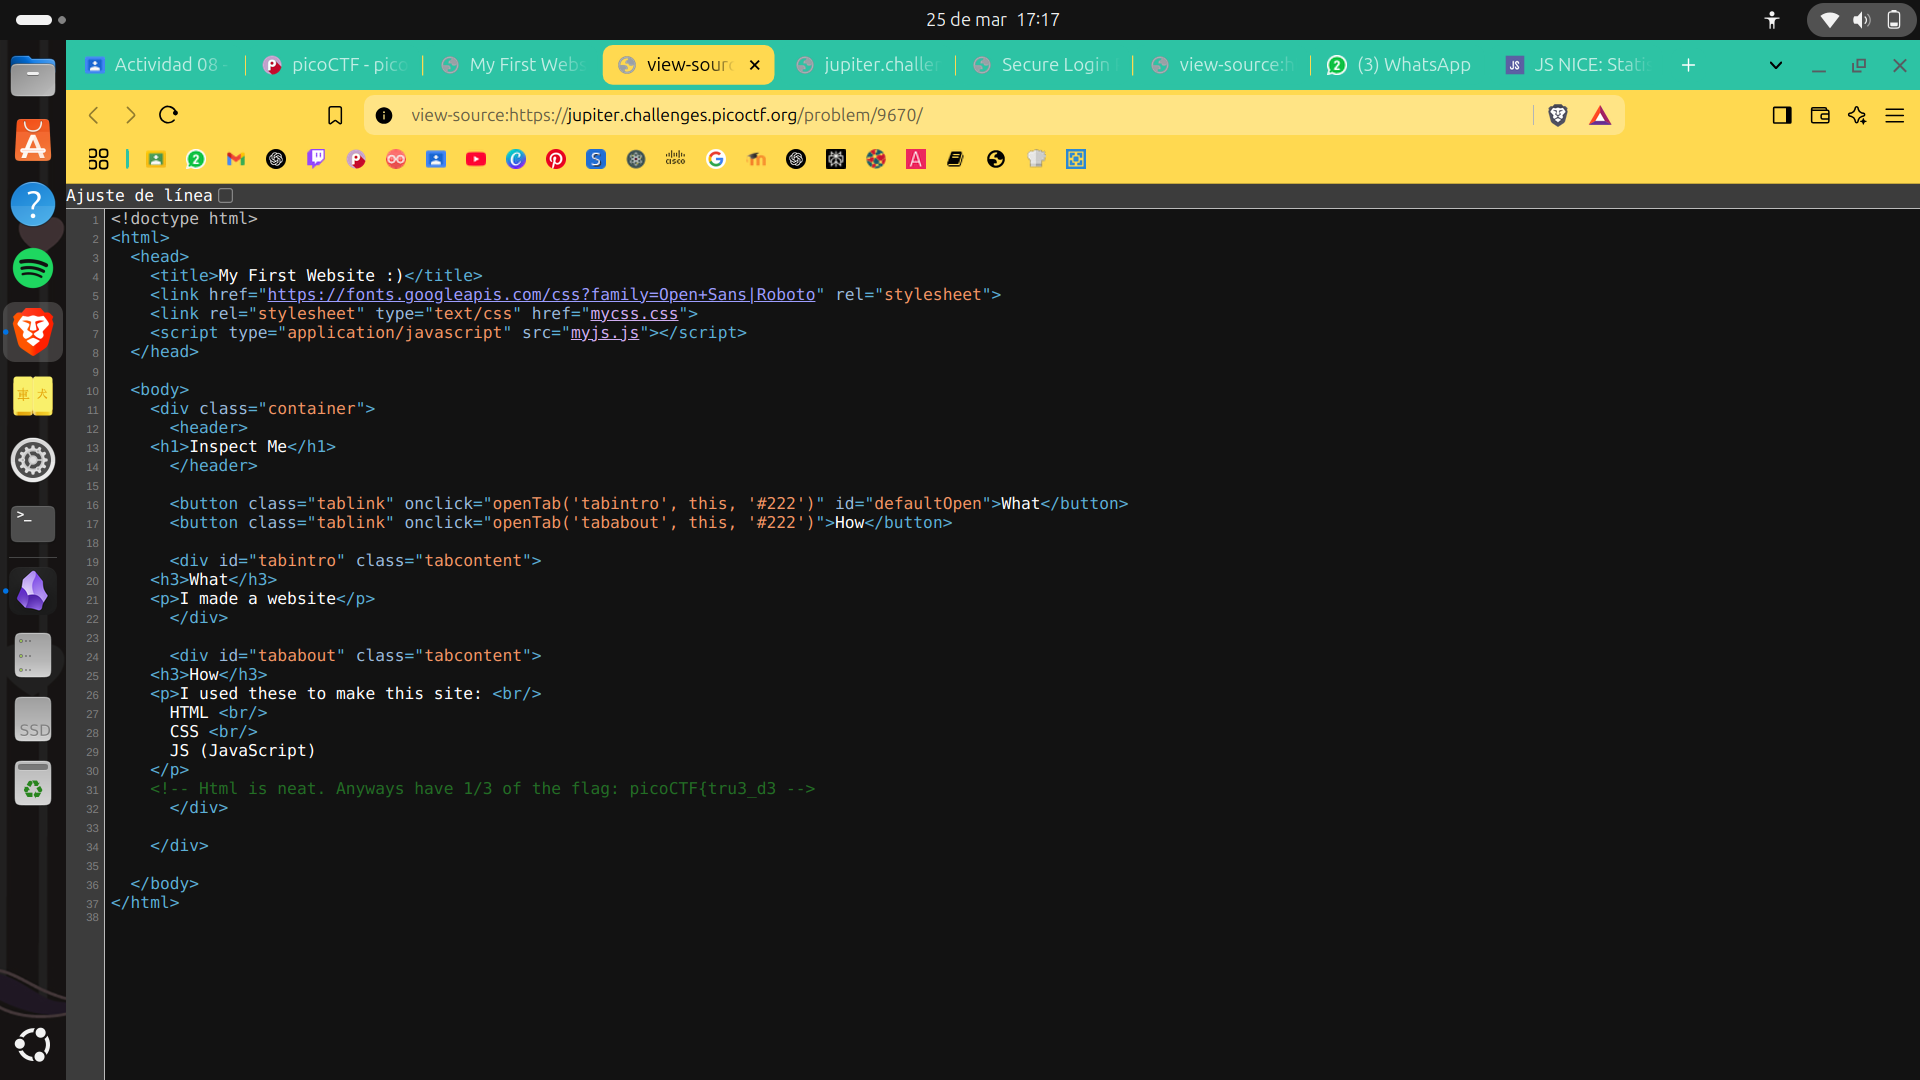 25 de mar 17:17
Actividad 08 -
picoCTF - pico
My First Webs
view-sour
jupiter.challen
Secure Login
view-source:h
(3) WhatsApp
JS NICE: Stati
view-source:https://jupiter.challenges.picoctf.org/problem/9670/
Ajuste de línea
1 <!doctype html>
2 <html>
3 <head>
4 <title>My First Website :)</title>
5 <link href="https://fonts.googleapis.com/css?family=Open+Sans|Roboto" rel="stylesheet">
6 <link rel="stylesheet" type="text/css" href="mycss.css">
7 <script type="application/javascript" src="myjs.js"></script>
8 </head>
9
10 <body>
11 <div class="container">
12 <header>
13 <h1>Inspect Me</h1>
14 </header>
15
16 <button class="tablink" onclick="openTab('tabintro', this, '#222')" id="defaultOpen">What</button>
17 <button class="tablink" onclick="openTab('tababout', this, '#222')">How</button>
18
19 <div id="tabintro" class="tabcontent">
20 <h3>What</h3>
21 <p>I made a website</p>
22 </div>
23
24 <div id="tababout" class="tabcontent">
25 <h3>How</h3>
26 <p>I used these to make this site: <br/>
27 HTML <br/>
28 CSS <br/>
29 JS (JavaScript)
30 </p>
31 <!-- Html is neat. Anyways have 1/3 of the flag: picoCTF{tru3_d3 -->
32 </div>
33
34 </div>
35
36 </body>
37 </html>
38
SSD